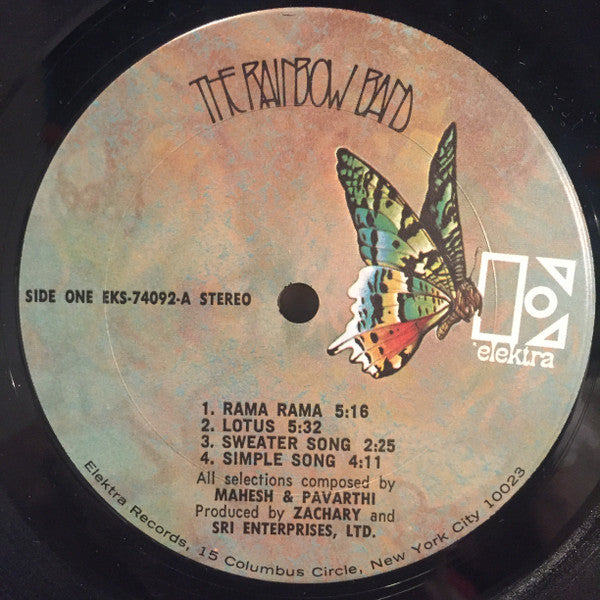 THE RAINBOW BAND
SIDE ONE EKS-74092-A STEREO
elektra
1. RAMA RAMA 5:16
2. LOTUS 5:32
3. SWEATER SONG 2:25
4. SIMPLE SONG 4:11
All selections composed by
MAHESH & PAVARTHI
Produced by ZACHARY and
SRI ENTERPRISES, LTD.
Elektra Records, 15 Columbus Circle, New York City 10023